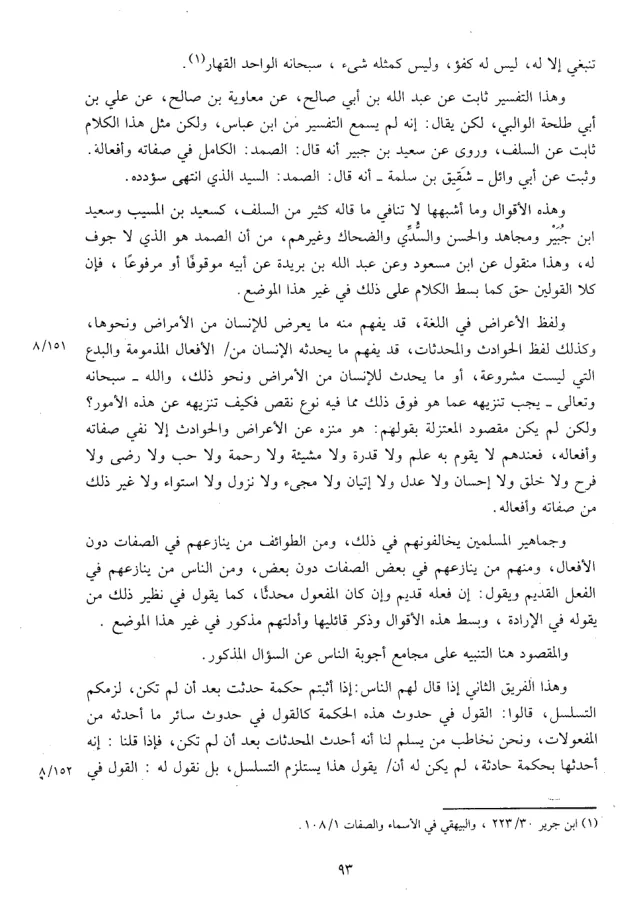 تنبغي إلا له، ليس له كفؤ، وليس كمثله شىء ، سبحانه الواحد القهار(١).
وهذا التفسير ثابت عن عبد الله بن أبي صالح، عن معاوية بن صالح، عن علي بن
أبي طلحة الوالبي، لكن يقال: إنه لم يسمع التفسير من ابن عباس، ولكن مثل هذا الكلام
ثابت عن السلف، وروى عن سعيد بن جبير أنه قال: الصمد: الكامل في صفاته وأفعاله.
وثبت عن أبي وائل ـ شَقِيق بن سلمة ـ أنه قال: الصمد: السيد الذي انتهى سؤدده.
وهذه الأقوال وما أشبهها لا تنافي ما قاله كثير من السلف، كسعيد بن المسيب وسعيد
ابن جُبَيْر ومجاهد والحسن والسُّدِّي والضحاك وغيرهم، من أن الصمد هو الذي لا جوف
له، وهذا منقول عن ابن مسعود وعن عبد الله بن بريدة عن أبيه موقوفًا أو مرفوعًا ، فإن
كلا القولين حق كما بسط الكلام على ذلك في غير هذا الموضع.
ولفظ الأعراض في اللغة، قد يفهم منه ما يعرض للإنسان من الأمراض ونحوها،
وكذلك لفظ الحوادث والمحدثات، قد يفهم ما يحدثه الإنسان من/ الأفعال المذمومة والبدع
٨/١٥١
التي ليست مشروعة، أو ما يحدث للإنسان من الأمراض ونحو ذلك، والله ـ سبحانه
وتعالى ـ يجب تنزيهه عما هو فوق ذلك مما فيه نوع نقص فكيف تنزيهه عن هذه الأمور؟
ولكن لم يكن مقصود المعتزلة بقولهم: هو منزه عن الأعراض والحوادث إلا نفي صفاته
وأفعاله، فعندهم لا يقوم به علم ولا قدرة ولا مشيئة ولا رحمة ولا حب ولا رضى ولا
فرح ولا خلق ولا إحسان ولا عدل ولا إتيان ولا مجىء ولا نزول ولا استواء ولا غير ذلك
من صفاته وأفعاله.
وجماهير المسلمين يخالفونهم في ذلك، ومن الطوائف من ينازعهم في الصفات دون
الأفعال، ومنهم من ينازعهم في بعض الصفات دون بعض، ومن الناس من ينازعهم في
الفعل القديم ويقول: إن فعله قديم وإن كان المفعول محدثًا، كما يقول في نظير ذلك من
يقوله في الإرادة ، وبسط هذه الأقوال وذكر قائليها وأدلتهم مذكور في غير هذا الموضع .
والمقصود هنا التنبيه على مجامع أجوبة الناس عن السؤال المذكور.
وهذا الفريق الثاني إذا قال لهم الناس:إذا أثبتم حكمة حدثت بعد أن لم تكن، لزمكم
التسلسل، قالوا: القول في حدوث هذه الحكمة كالقول في حدوث سائر ما أحدثه من
المفعولات، ونحن نخاطب من يسلم لنا أنه أحدث المحدثات بعد أن لم تكن، فإذا قلنا : إنه
أحدثها بحكمة حادثة، لم يكن له أن/ يقول هذا يستلزم التسلسل، بل نقول له : القول في
٨/١٥٢
(١) ابن جرير ٢٢٣/٣٠ ، والبيهقي في الأسماء والصفات ١٠٨/١.
٩٣